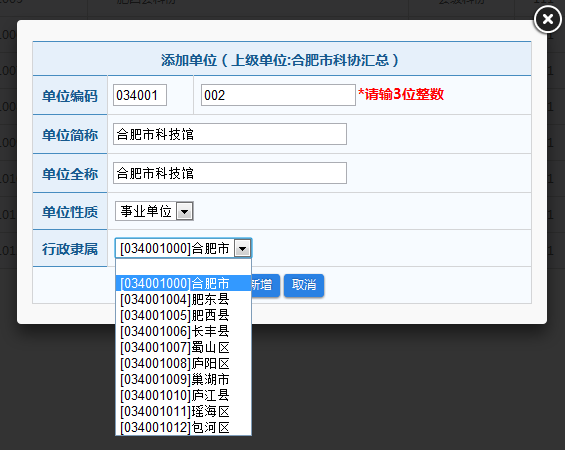 添加单位（上级单位:合肥市科协汇总）
单位编码 034001 002 *请输3位整数
单位简称 合肥市科技馆
单位全称 合肥市科技馆
单位性质 事业单位
行政隶属 [034001000]合肥市
新增 取消
[034001000]合肥市
[034001004]肥东县
[034001005]肥西县
[034001006]长丰县
[034001007]蜀山区
[034001008]庐阳区
[034001009]巢湖市
[034001010]庐江县
[034001011]瑶海区
[034001012]包河区